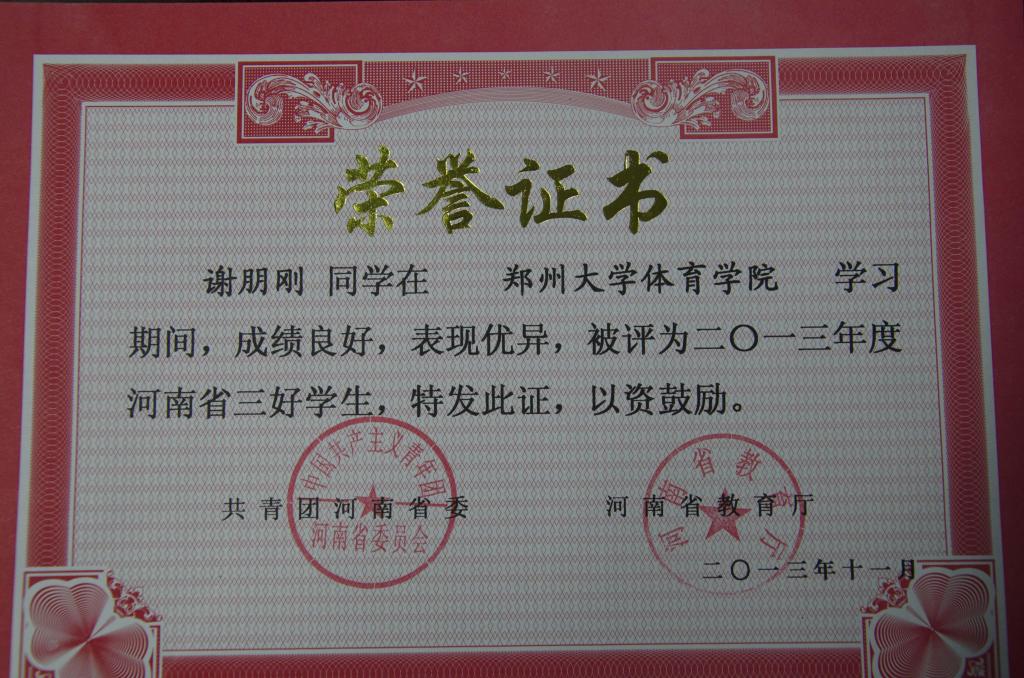 荣誉证书
谢朋刚 同学在 郑州大学体育学院 学习
期间，成绩良好，表现优异，被评为二〇一三年度
河南省三好学生，特发此证，以资鼓励。
中国共产主义青年团
河南省委员会
共青团河南省委
河南省教育厅
河南省教育厅
二〇一三年十一月